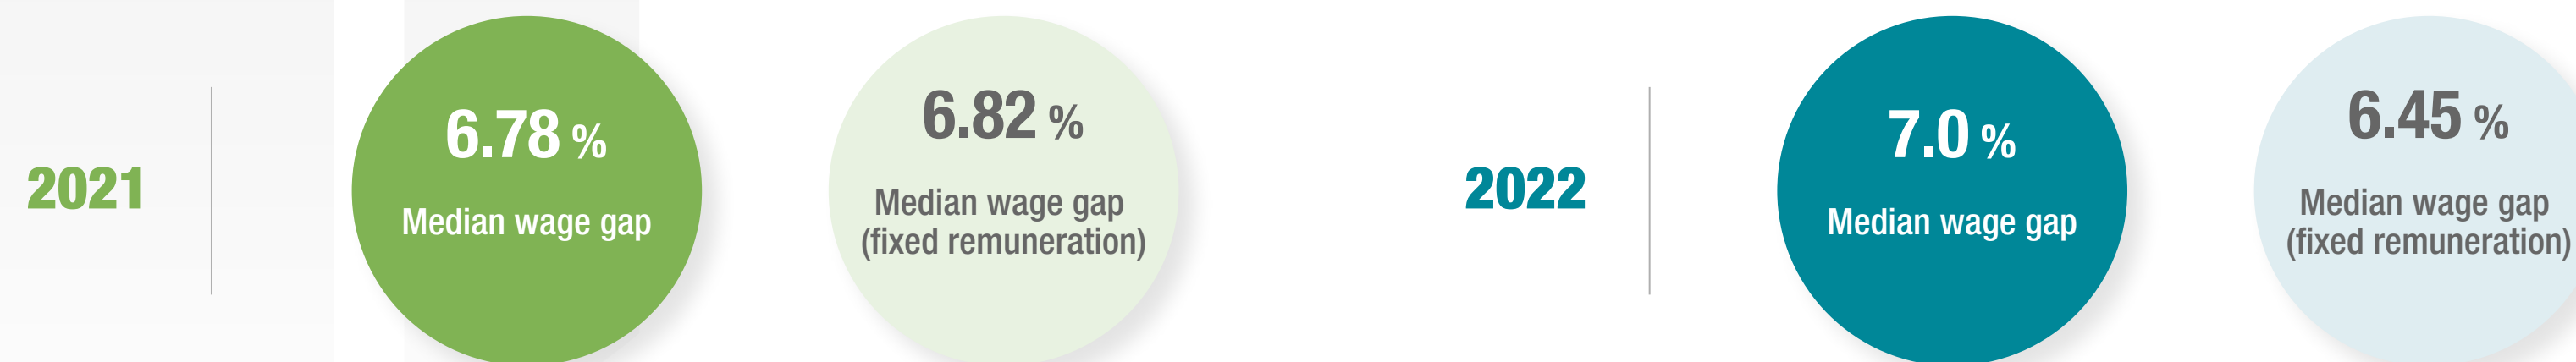 2021
6.78 %
Median wage gap
6.82 %
Median wage gap
(fixed remuneration)
2022
7.0 %
Median wage gap
6.45 %
Median wage gap
(fixed remuneration)